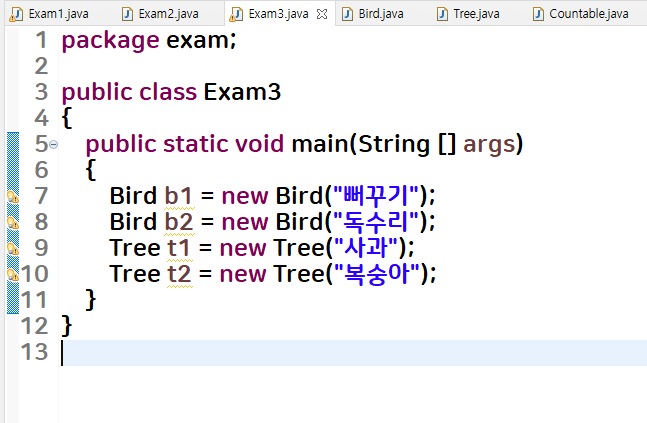 Exam1.java Exam2.java Exam3.java Bird.java Tree.java Countable.java
1 package exam;
2
3 public class Exam3
4 {
5 public static void main(String [] args)
6 {
7 Bird b1 = new Bird("뻐꾸기");
8 Bird b2 = new Bird("독수리");
9 Tree t1 = new Tree("사과");
10 Tree t2 = new Tree("복숭아");
11 }
12 }
13